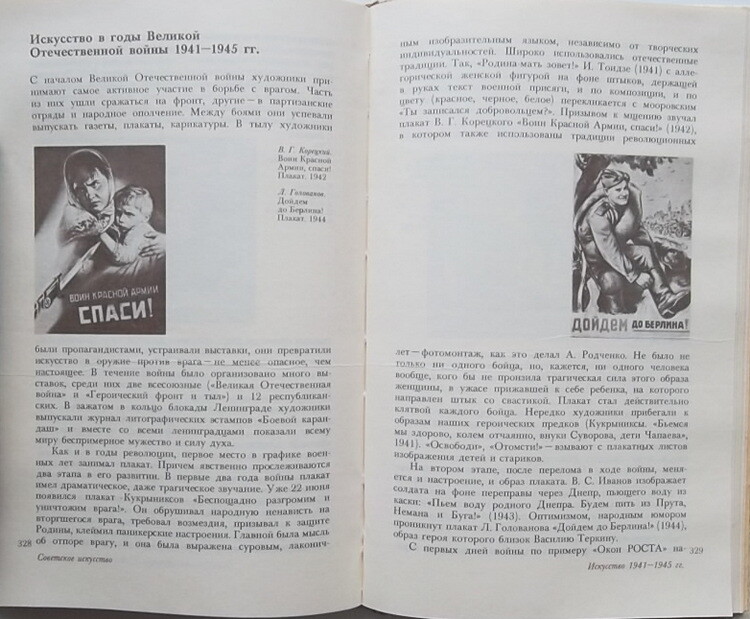 Искусство в годы Великой
Отечественной войны 1941—1945 гг.
С началом Великой Отечественной войны художники при-
нимают самое активное участие в борьбе с врагом. Часть
из них ушли сражаться на фронт, другие — в партизанские
отряды и народное ополчение. Между боями они успевали
выпускать газеты, плакаты, карикатуры. В тылу художники
В. Г. Корецкий.
Воин Красной
Армии, спаси!
Плакат. 1942
Л. Голованов.
Дойдем
до Берлина!
Плакат. 1944
ВОИН КРАСНОЙ АРМИИ
СПАСИ!
были пропагандистами, устраивали выставки, они превратили
искусство в оружие против врага — не менее опасное, чем
настоящее. В течение войны было организовано много вы-
ставок, среди них две всесоюзные («Великая Отечественная
война» и «Героический фронт и тыл») и 12 республикан-
ских. В зажатом в кольцо блокады Ленинграде художники
выпускали журнал литографических эстампов «Боевой каран-
даш» и вместе со всеми ленинградцами показали всему
миру беспримерное мужество и силу духа.
Как и в годы революции, первое место в графике воен-
ных лет занимал плакат. Причем явственно прослеживаются
два этапа в его развитии. В первые два года войны плакат
имел драматическое, даже трагическое звучание. Уже 22 июня
появился плакат Кукрыниксов «Беспощадно разгромим и
уничтожим врага!». Он обрушивал народную ненависть на
вторгшегося врага, требовал возмездия, призывал к защите
Родины, клеймил паникерские настроения. Главной была мысль
об отпоре врагу, и она была выражена суровым, лаконич-
328
Советское искусство
ным изобразительным языком, независимо от творческих
индивидуальностей. Широко использовались отечественные
традиции. Так, «Родина-мать зовет!» И. Тоидзе (1941) с алле-
горической женской фигурой на фоне штыков, держащей
в руках текст военной присяги, и по композиции, и по
цвету (красное, черное, белое) перекликается с мооровским
«Ты записался добровольцем?». Призывом к мщению звучал
плакат В. Г. Корецкого «Воин Красной Армии, спаси!» (1942),
в котором также использованы традиции революционных
ДОЙДЕМ ДО БЕРЛИНА!
лет — фотомонтаж, как это делал А. Родченко. Не было не
только ни одного бойца, но, кажется, ни одного человека
вообще, кого бы не пронзила трагическая сила этого образа
женщины, в ужасе прижавшей к себе ребенка, на которого
направлен штык со свастикой. Плакат стал действительно
клятвой каждого бойца. Нередко художники прибегали к
образам наших героических предков (Кукрыниксы. «Бьемся
мы здорово, колем отчаянно, внуки Суворова, дети Чапаева»,
1941). «Освободи», «Отомсти!» — взывают с плакатных листов
изображения детей и стариков.
На втором этапе, после перелома в ходе войны, меня-
ется и настроение, и образ плаката. В. С. Иванов изображает
солдата на фоне переправы через Днепр, пьющего воду из
каски: «Пьем воду родного Днепра. Будем пить из Прута,
Немана и Буга!» (1943). Оптимизмом, народным юмором
проникнут плакат Л. Голованова «Дойдем до Берлина!» (1944),
образ героя которого близок Василию Теркину.
С первых дней войны по примеру «Окон РОСТА» на-
329
Искусство 1941—1945 гг.